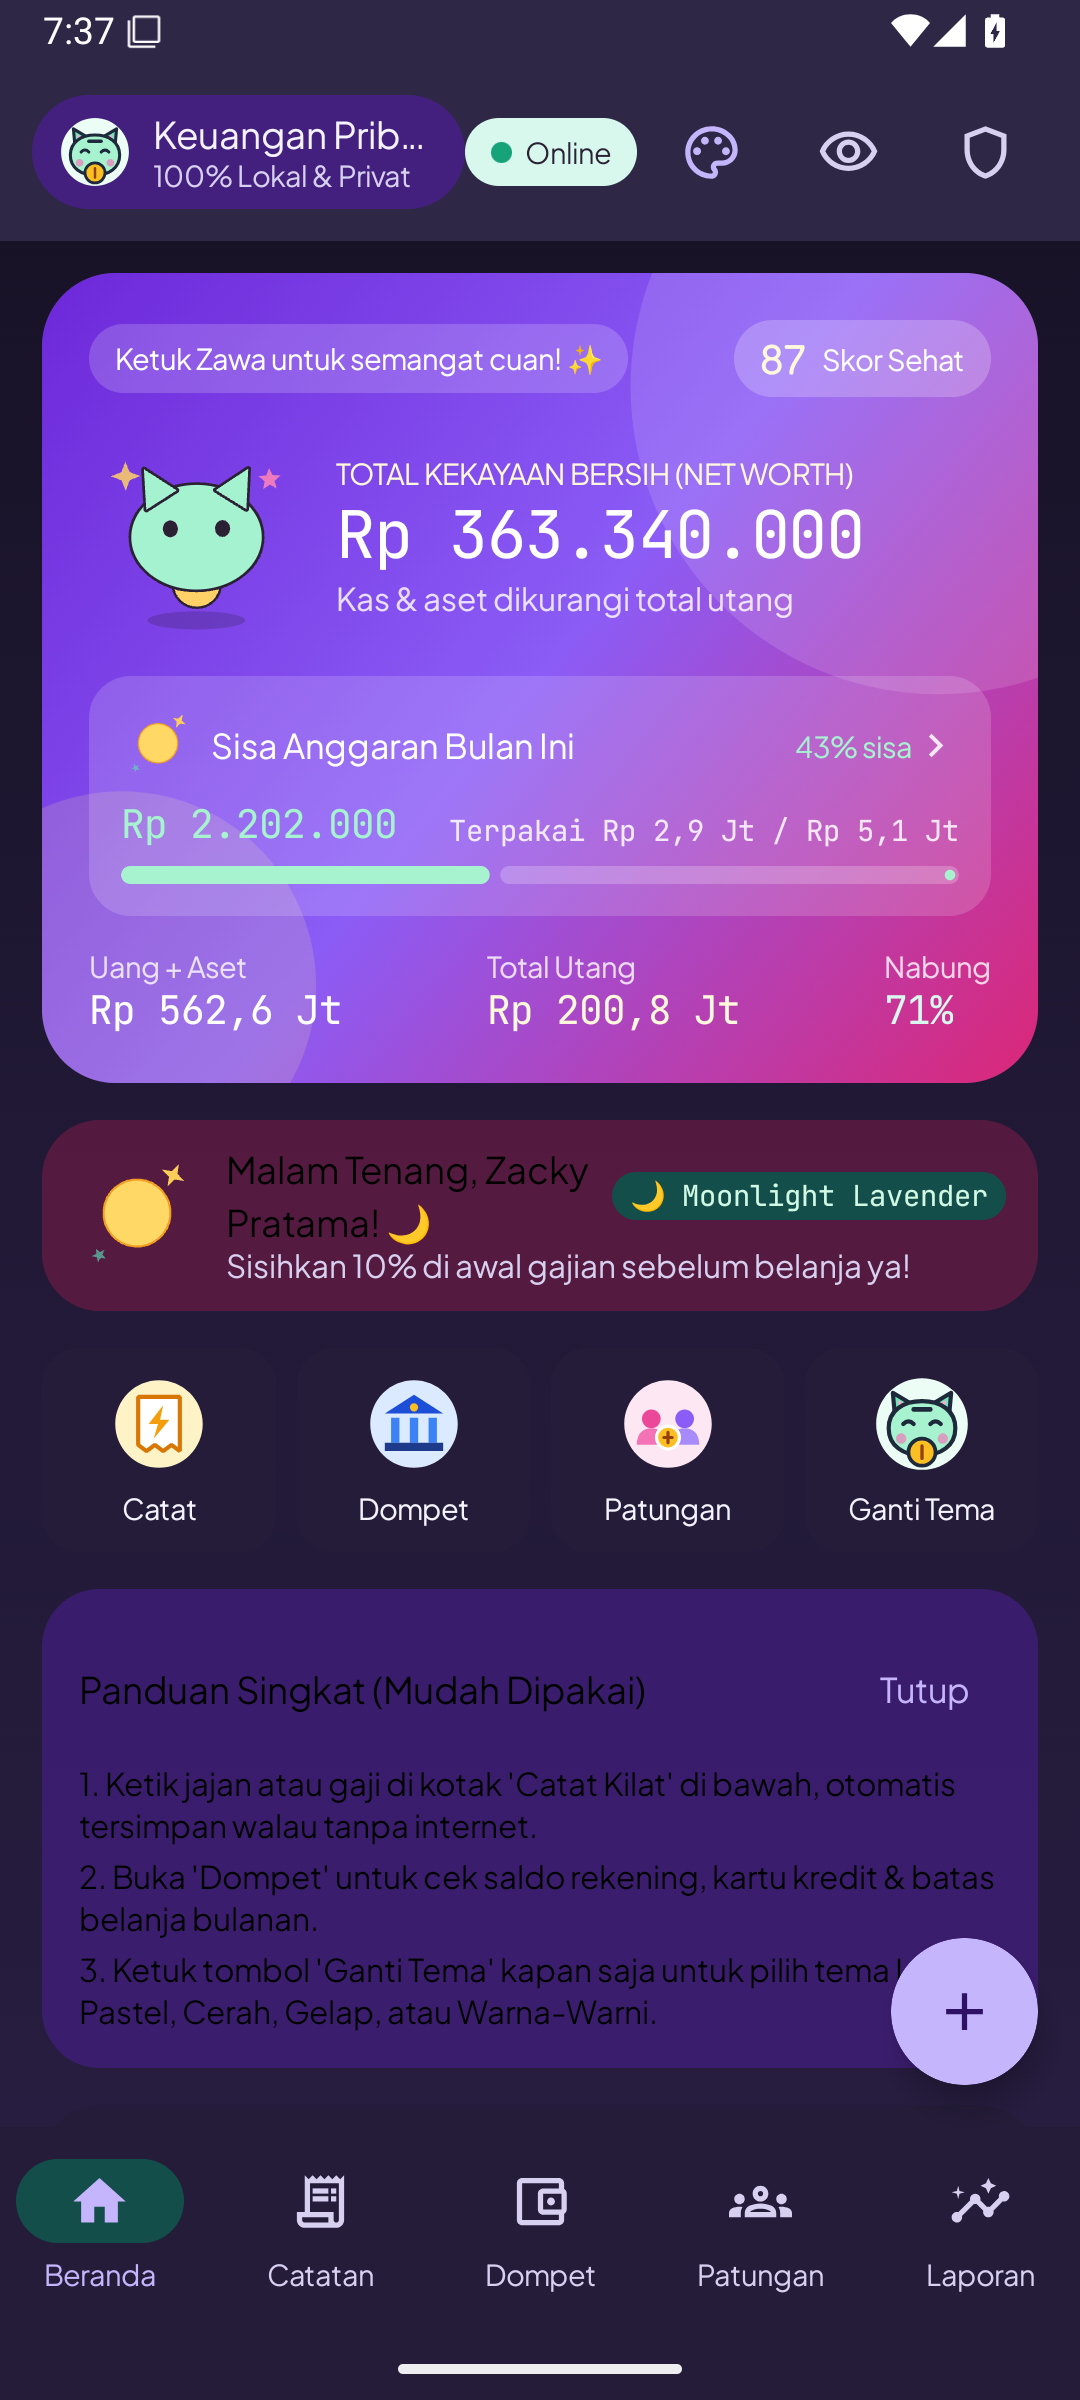 7:37
Keuangan Prib...
100% Lokal & Privat
Online
Ketuk Zawa untuk semangat cuan! ✨
87 Skor Sehat
TOTAL KEKAYAAN BERSIH (NET WORTH)
Rp 363.340.000
Kas & aset dikurangi total utang
Sisa Anggaran Bulan Ini
43% sisa
Rp 2.202.000
Terpakai Rp 2,9 Jt / Rp 5,1 Jt
Uang + Aset
Rp 562,6 Jt
Total Utang
Rp 200,8 Jt
Nabung
71%
Malam Tenang, Zacky
Pratama! 🌙
🌙 Moonlight Lavender
Sisihkan 10% di awal gajian sebelum belanja ya!
Catat
Dompet
Patungan
Ganti Tema
Panduan Singkat (Mudah Dipakai)
Tutup
1. Ketik jajan atau gaji di kotak 'Catat Kilat' di bawah, otomatis
tersimpan walau tanpa internet.
2. Buka 'Dompet' untuk cek saldo rekening, kartu kredit & batas
belanja bulanan.
3. Ketuk tombol 'Ganti Tema' kapan saja untuk pilih tema
Pastel, Cerah, Gelap, atau Warna-Warni.
Beranda
Catatan
Dompet
Patungan
Laporan